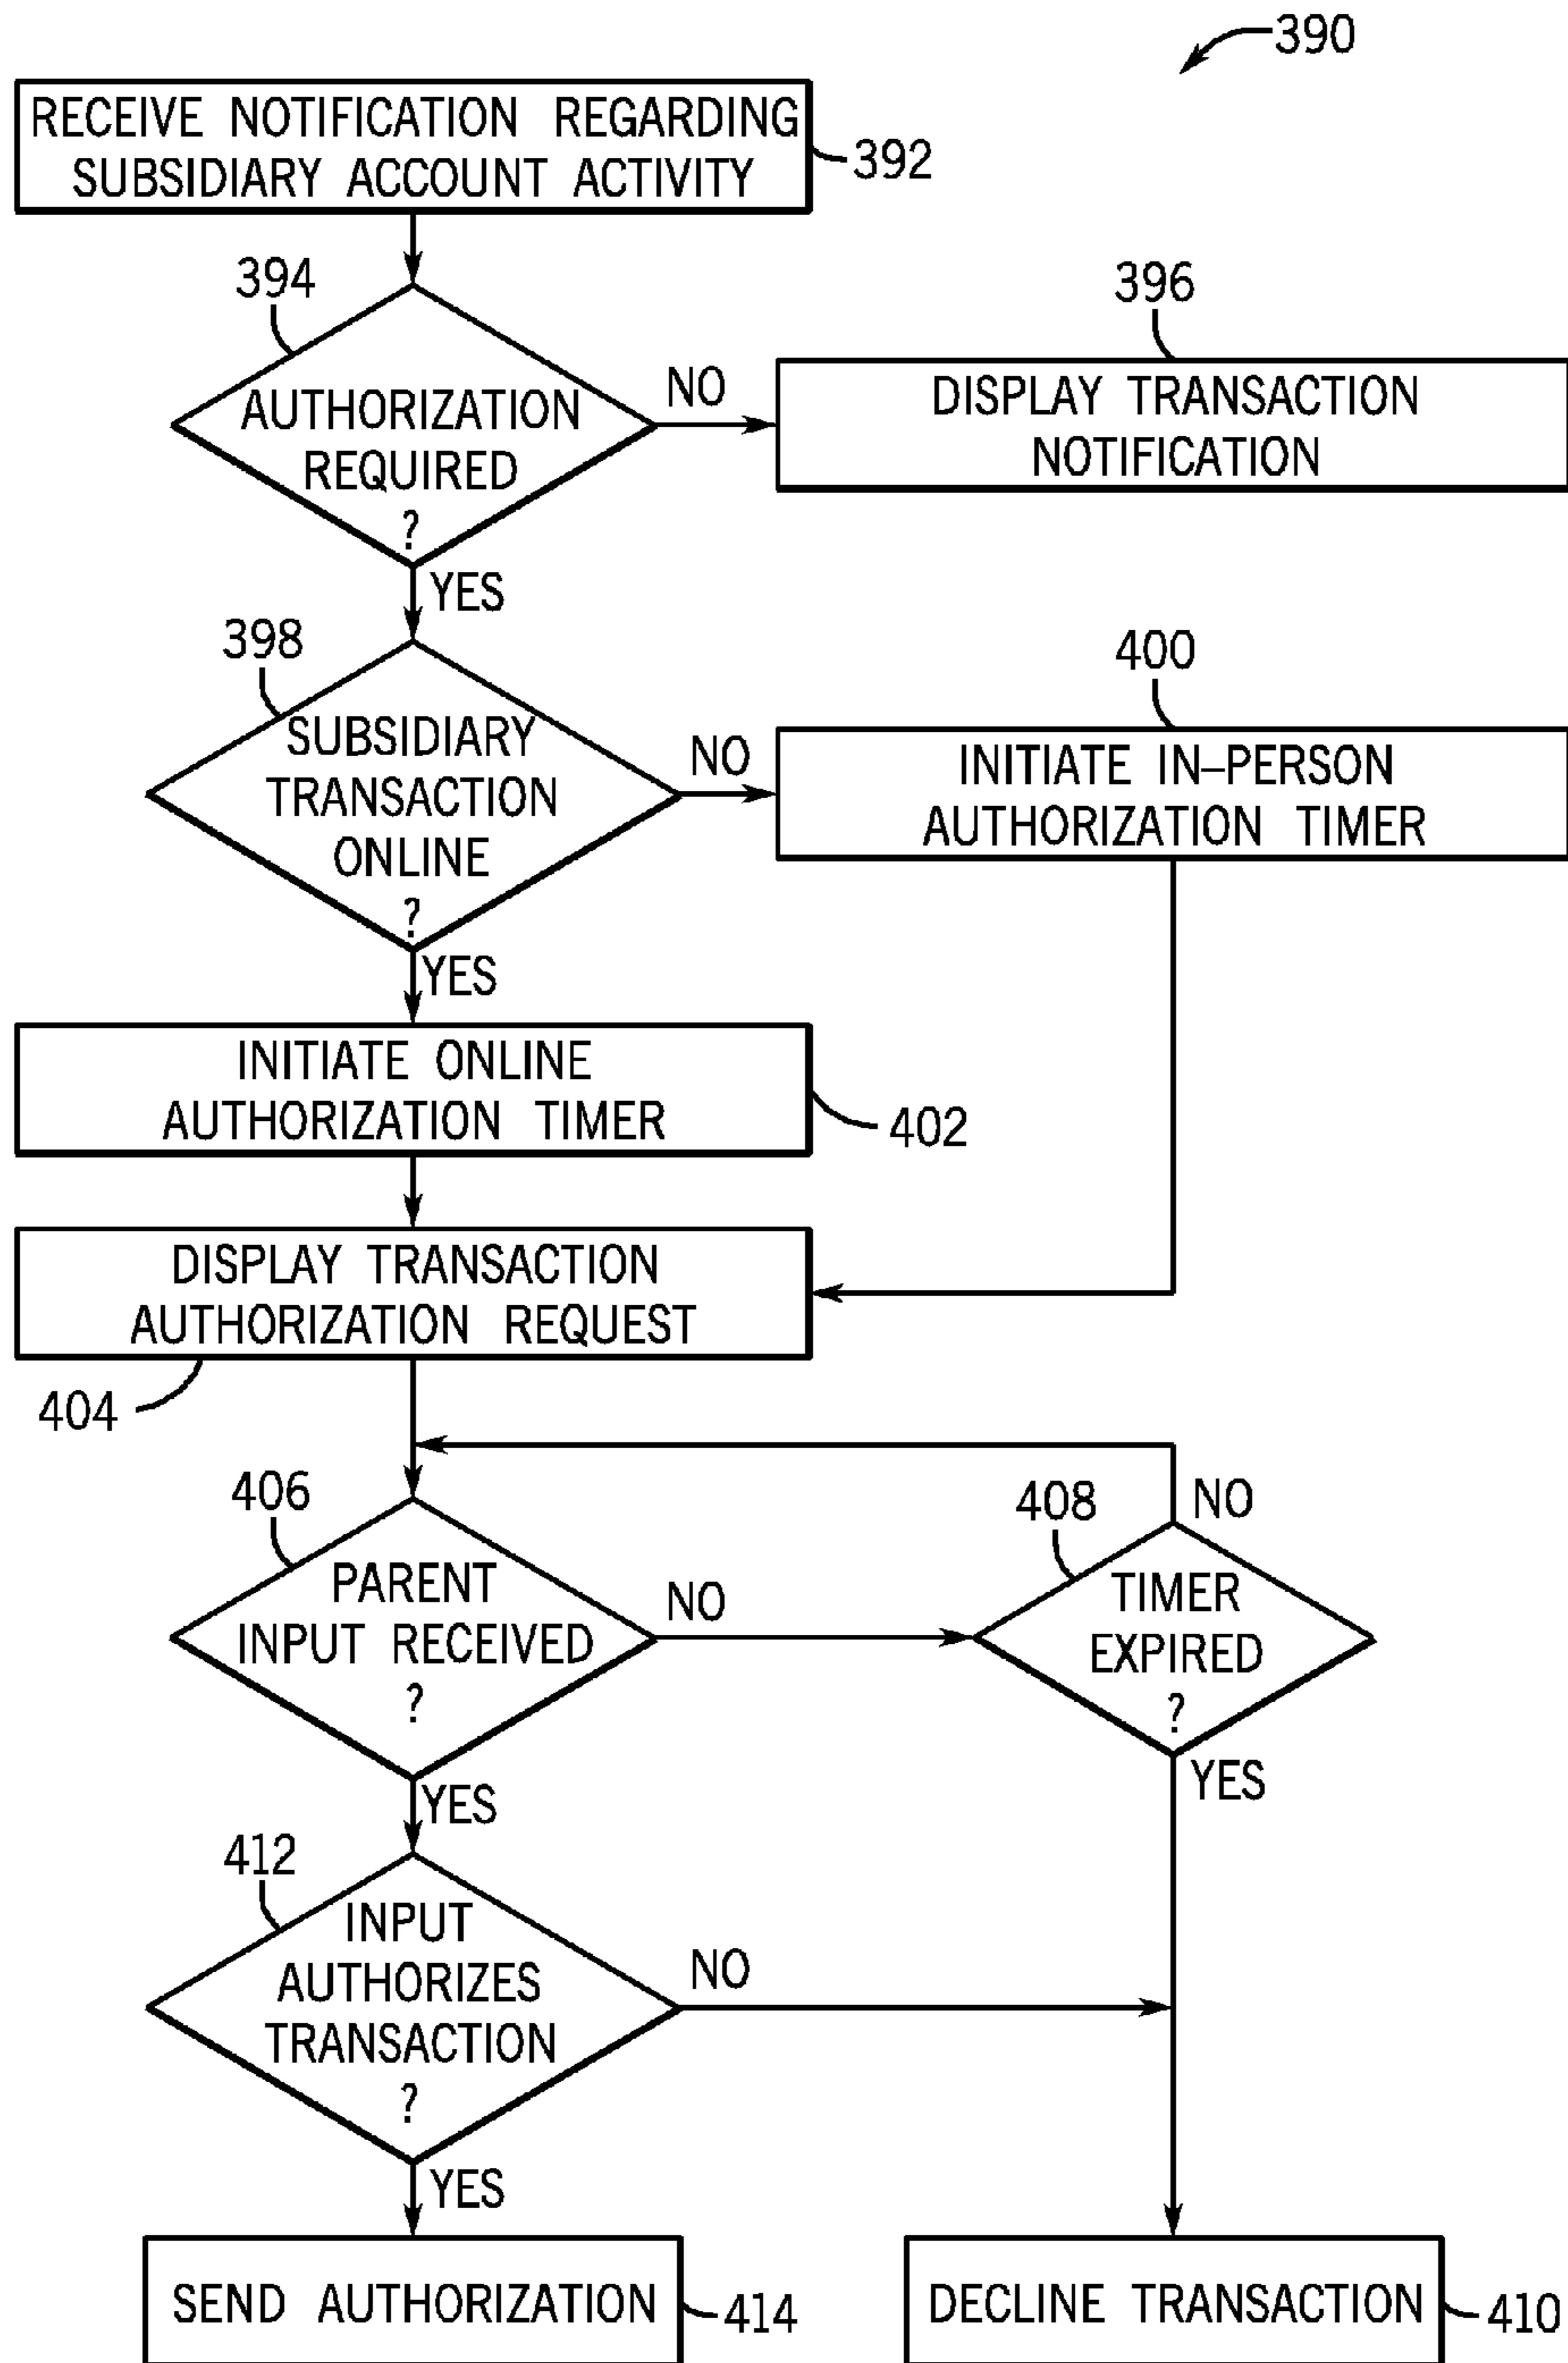 390
RECEIVE NOTIFICATION REGARDING
SUBSIDIARY ACCOUNT ACTIVITY
392
394
AUTHORIZATION
REQUIRED
?
NO
396
DISPLAY TRANSACTION
NOTIFICATION
YES
398
SUBSIDIARY
TRANSACTION
ONLINE
?
NO
400
INITIATE IN–PERSON
AUTHORIZATION TIMER
YES
INITIATE ONLINE
AUTHORIZATION TIMER
402
DISPLAY TRANSACTION
AUTHORIZATION REQUEST
404
406
PARENT
INPUT RECEIVED
?
NO
408
TIMER
EXPIRED
?
NO
YES
YES
412
INPUT
AUTHORIZES
TRANSACTION
?
NO
YES
SEND AUTHORIZATION
414
DECLINE TRANSACTION
410